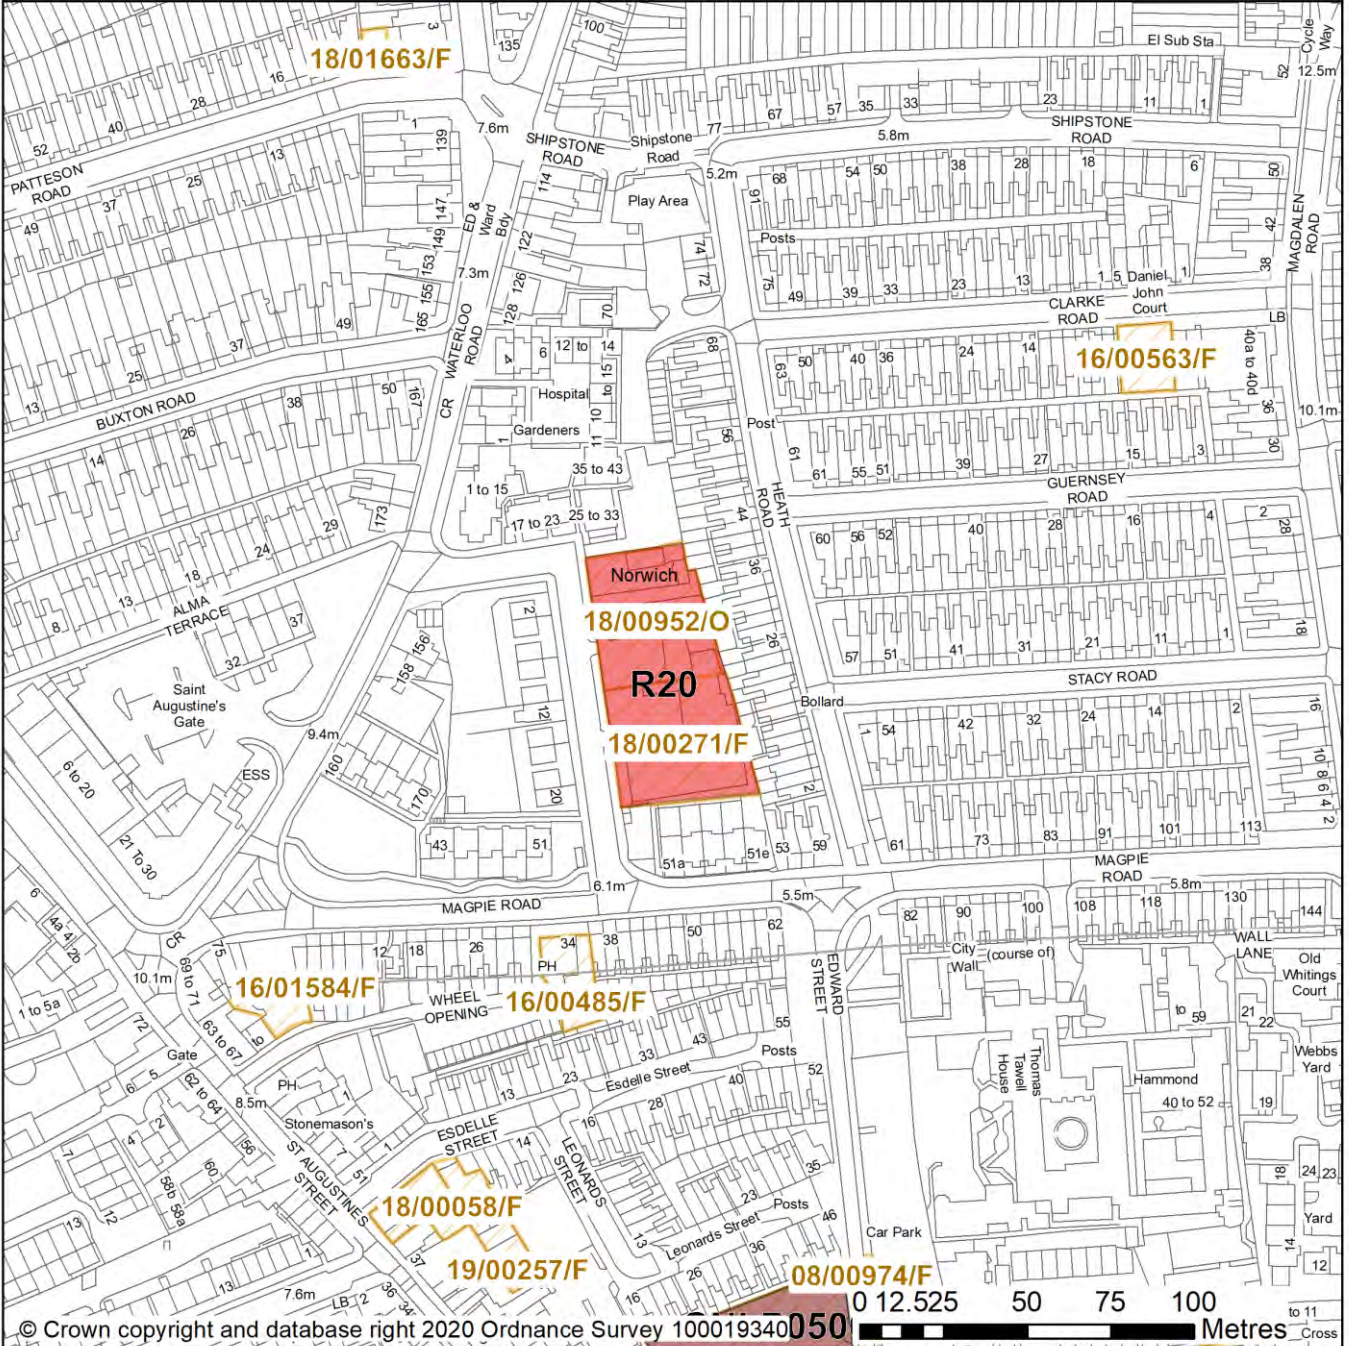 18/01663/F
3
135
100
El Sub Sta
52
Cycle
Way
12.5m
16
28
40
52
1
139
7.6m
SHIPSTONE
ROAD
Shipstone
Road
77
67
57
35
33
23
11
1
SHIPSTONE
ROAD
5.8m
PATTESON
ROAD
13
25
37
49
147
ED &
Ward
Bdy
114
5.2m
Play Area
91
68
54
50
38
28
18
6
50
42
38
MAGDALEN
ROAD
149
153
155
165
7.3m
122
126
128
WATERLOO
ROAD
CR
74
72
70
Posts
75
49
39
33
23
13
1
5
Daniel
John
Court
1
CLARKE
ROAD
LB
49
37
25
13
BUXTON ROAD
50
167
38
26
14
4
6
12 to
14
to 15
Hospital
10
11
Gardeners
1
68
63
50
40
36
24
14
16/00563/F
40a to 40d
36
30
10.1m
56
Post
61
61
55
51
39
27
15
3
GUERNSEY
ROAD
35 to 43
1 to 15
17 to 23
25 to 33
44
HEATH
ROAD
173
29
24
18
13
8
ALMA
TERRACE
37
32
60
56
52
40
28
16
4
2
28
18
Norwich
18/00952/O
R20
18/00271/F
36
26
2
57
51
41
31
21
11
1
STACY ROAD
Bollard
Saint
Augustine's
Gate
9.4m
156
158
160
170
2
12
20
ESS
6 to 20
21 To 30
1
54
42
32
24
14
2
16
10
8
6
4
2
43
51
51a
51e
53
59
61
73
83
91
101
113
MAGPIE
ROAD
6.1m
5.5m
5.8m
MAGPIE ROAD
6
4a
4
2b
CR
75
69 to 71
10.1m
12
18
26
34
38
50
62
PH
82
90
100
108
118
130
144
City
Wall
(course of)
WALL
LANE
Old
Whitings
Court
16/01584/F
WHEEL
OPENING
16/00485/F
EDWARD
STREET
1 to 5a
72
63 to 67
to
9
Gate
6
5
62 to 64
8.5m
PH
1
Stonemason's
55
Posts
52
43
33
23
13
Esdelle Street
40
28
16
ESDELLE
STREET
14
LEONARDS
STREET
to
59
21
22
Webbs
Yard
Thomas
Tawell
House
Hammond
40 to 52
19
7
4
2
12
13
58b
58a
60
56
ST AUGUSTINES
STREET
51
7
1
18/00058/F
19/00257/F
35
23
Posts
46
Leonards Street
13
36
26
16
Car Park
18
24
23
Yard
14
12
1
13
7.6m
LB
2
37
36
34
08/00974/F
0 12.525 50 75 100
Metres
to 11
Cross
© Crown copyright and database right 2020 Ordnance Survey 100019340
050